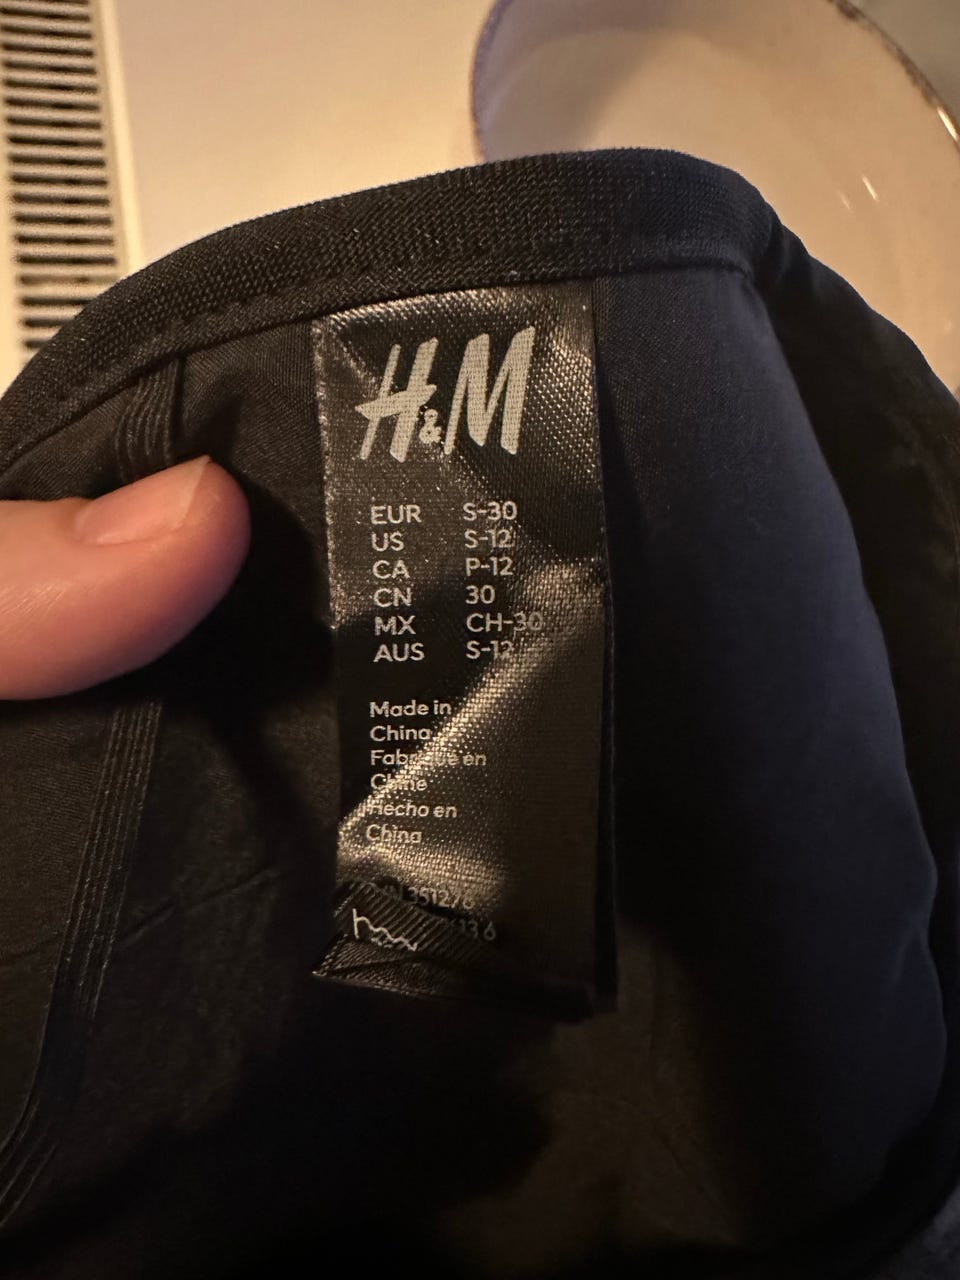 H&M
EUR S-30
US S-12
CA P-12
CN 30
MX CH-30
AUS S-12
Made in
China
Fabriqué en
Chine
Hecho en
China